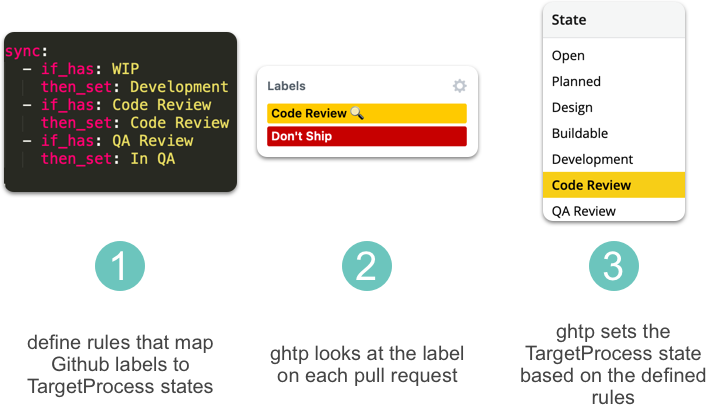 sync:
- if_has: WIP
then_set: Development
- if_has: Code Review
then_set: Code Review
- if_has: QA Review
then_set: In QA
Labels
Code Review 🔍
Don't Ship
State
Open
Planned
Design
Buildable
Development
Code Review
QA Review
1
define rules that map
Github labels to
TargetProcess states
2
ghtp looks at the label
on each pull request
3
ghtp sets the
TargetProcess state
based on the defined
rules